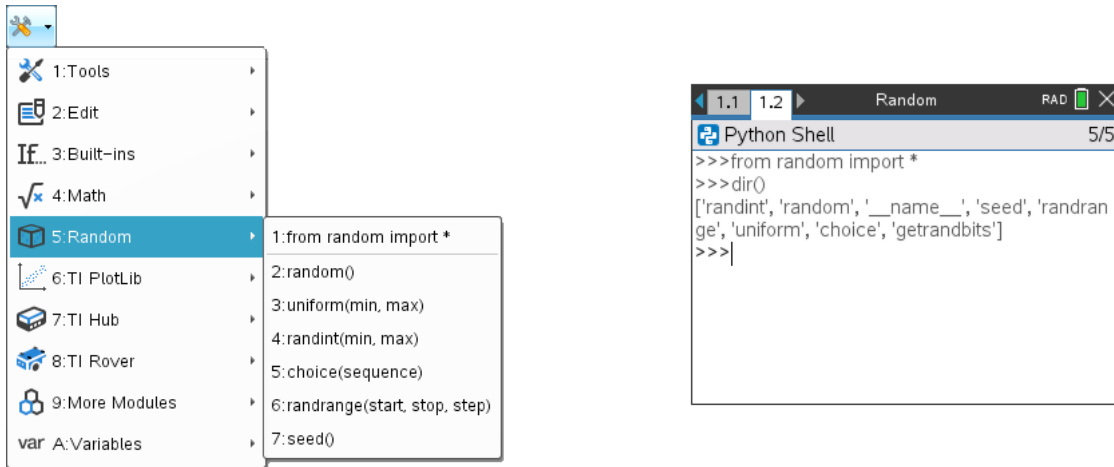 1:Tools
2:Edit
If... 3:Built-ins
√x 4:Math
5:Random
6:TI PlotLib
7:TI Hub
8:TI Rover
9:More Modules
var A:Variables
1:from random import *
2:random()
3:uniform(min, max)
4:randint(min, max)
5:choice(sequence)
6:randrange(start, stop, step)
7:seed()
1.1 1.2 Random RAD
Python Shell 5/5
>>>from random import *
>>>dir()
['randint', 'random', '__name__', 'seed', 'randran
ge', 'uniform', 'choice', 'getrandbits']
>>>